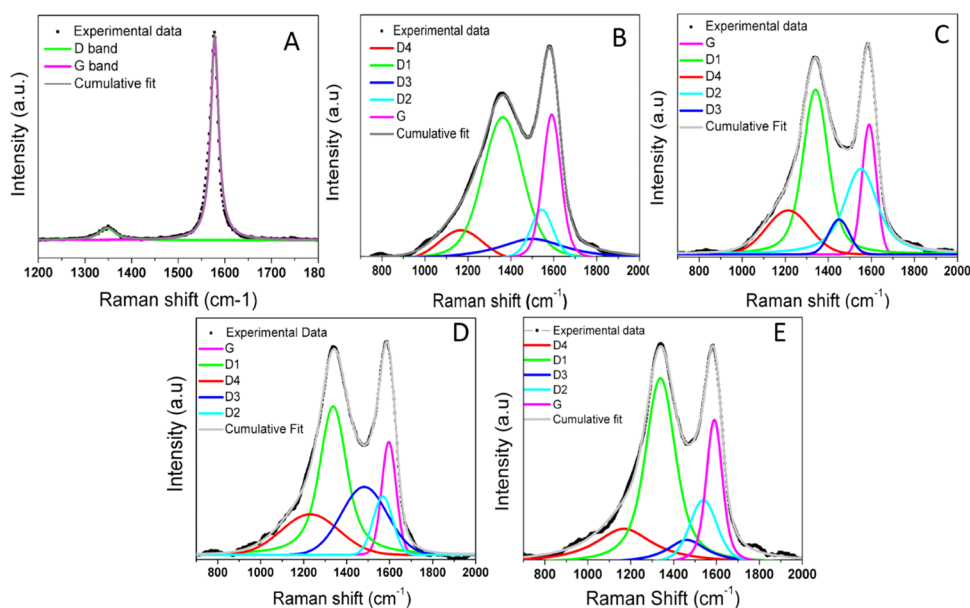 A
Experimental data
D band
G band
Cumulative fit
Intensity (a.u.)
1200 1300 1400 1500 1600 1700 1800
Raman shift (cm-1)
B
Experimental data
D4
D1
D3
D2
G
Cumulative fit
Intensity (a.u)
1000 1200 1400 1600 1800 2000
Raman shift (cm⁻¹)
C
Experimental data
G
D1
D4
D2
D3
Cumulative Fit
Intensity (a.u)
1000 1200 1400 1600 1800 2000
Raman shift (cm⁻¹)
D
Experimental Data
G
D1
D4
D3
D2
Cumulative Fit
Intensity (a.u)
800 1000 1200 1400 1600 1800 2000
Raman shift (cm⁻¹)
E
Experimental data
D4
D1
D3
D2
G
Cumulative fit
Intensity (a.u)
800 1000 1200 1400 1600 1800 2000
Raman Shift (cm⁻¹)